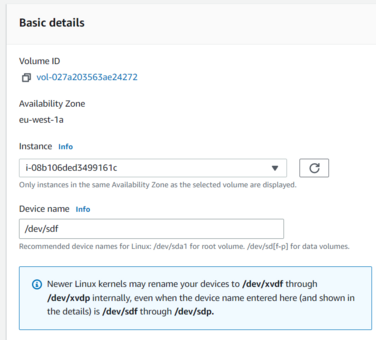 Basic details
Volume ID
vol-027a203563ae24272
Availability Zone
eu-west-1a
Instance Info
i-08b106ded3499161c
Only instances in the same Availability Zone as the selected volume are displayed.
Device name Info
/dev/sdf
Recommended device names for Linux: /dev/sda1 for root volume. /dev/sd[f-p] for data volumes.
Newer Linux kernels may rename your devices to /dev/xvdf through
/dev/xvdp internally, even when the device name entered here (and shown in
the details) is /dev/sdf through /dev/sdp.